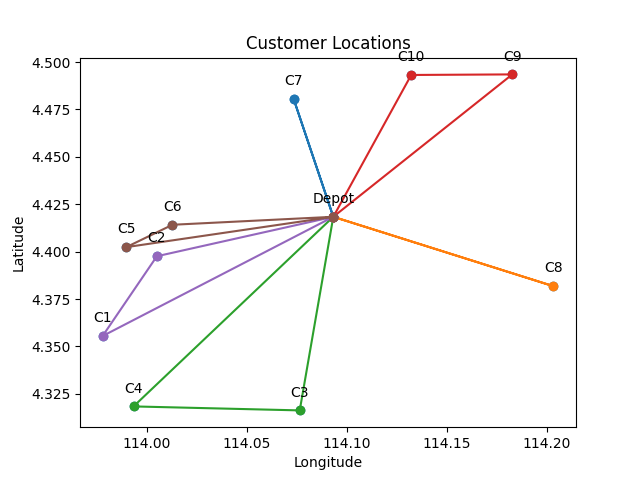 Customer Locations
C10
C9
4.500
C7
4.475
4.450
4.425
Depot
C6
C5
C2
4.400
C8
4.375
C1
4.350
4.325
C4
C3
114.00
114.05
114.10
114.15
114.20
Longitude
Latitude